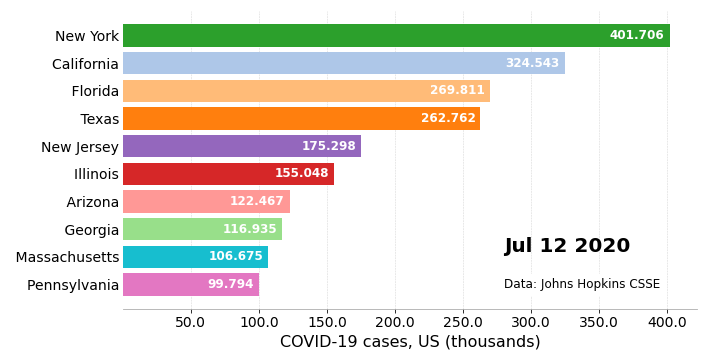 New York 401.706
California 324.543
Florida 269.811
Texas 262.762
New Jersey 175.298
Illinois 155.048
Arizona 122.467
Georgia 116.935
Massachusetts 106.675
Pennsylvania 99.794
Jul 12 2020
Data: Johns Hopkins CSSE
50.0 100.0 150.0 200.0 250.0 300.0 350.0 400.0
COVID-19 cases, US (thousands)